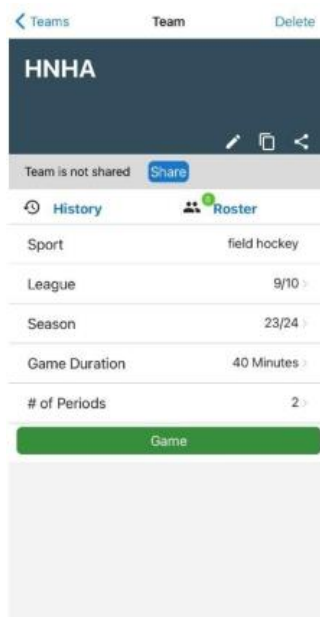 Teams Team Delete
HNHA
Team is not shared Share
History Roster
Sport field hockey
League 9/10
Season 23/24
Game Duration 40 Minutes
# of Periods 2
Game